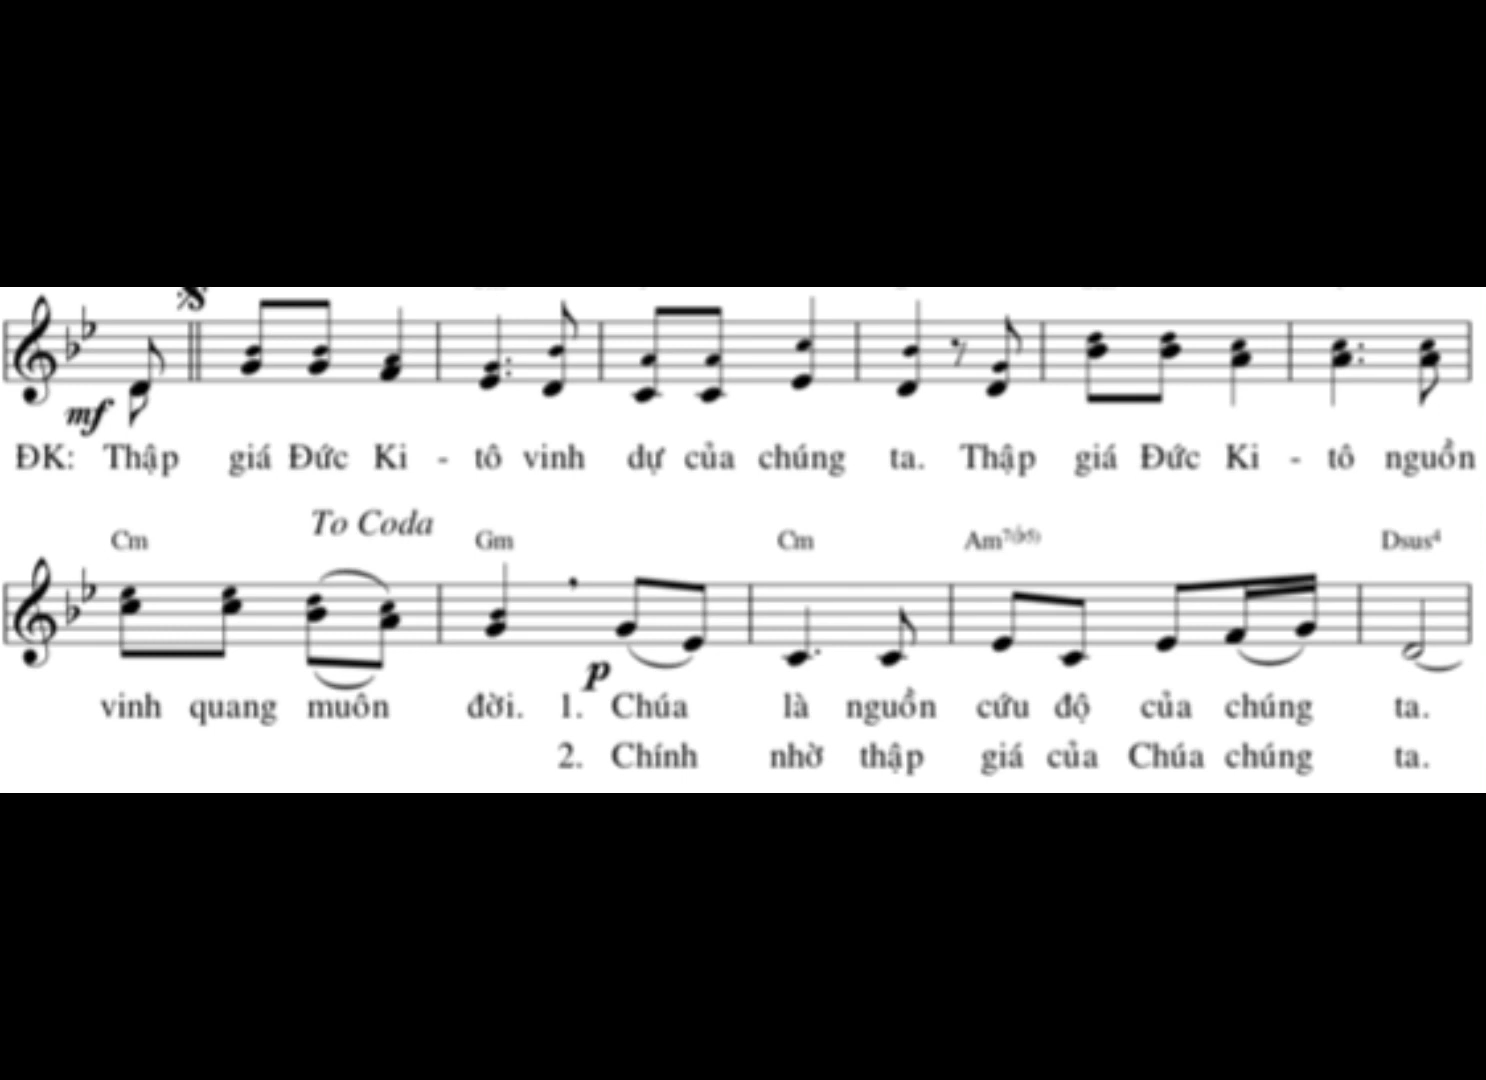 mf
ĐK: Thập giá Đức Ki - tô vinh dự của chúng ta. Thập giá Đức Ki - tô nguồn
To Coda
Cm Gm Cm Am7(b5) Dsus4
p
vinh quang muôn đời. 1. Chúa là nguồn cứu độ của chúng ta.
2. Chính nhờ thập giá của Chúa chúng ta.